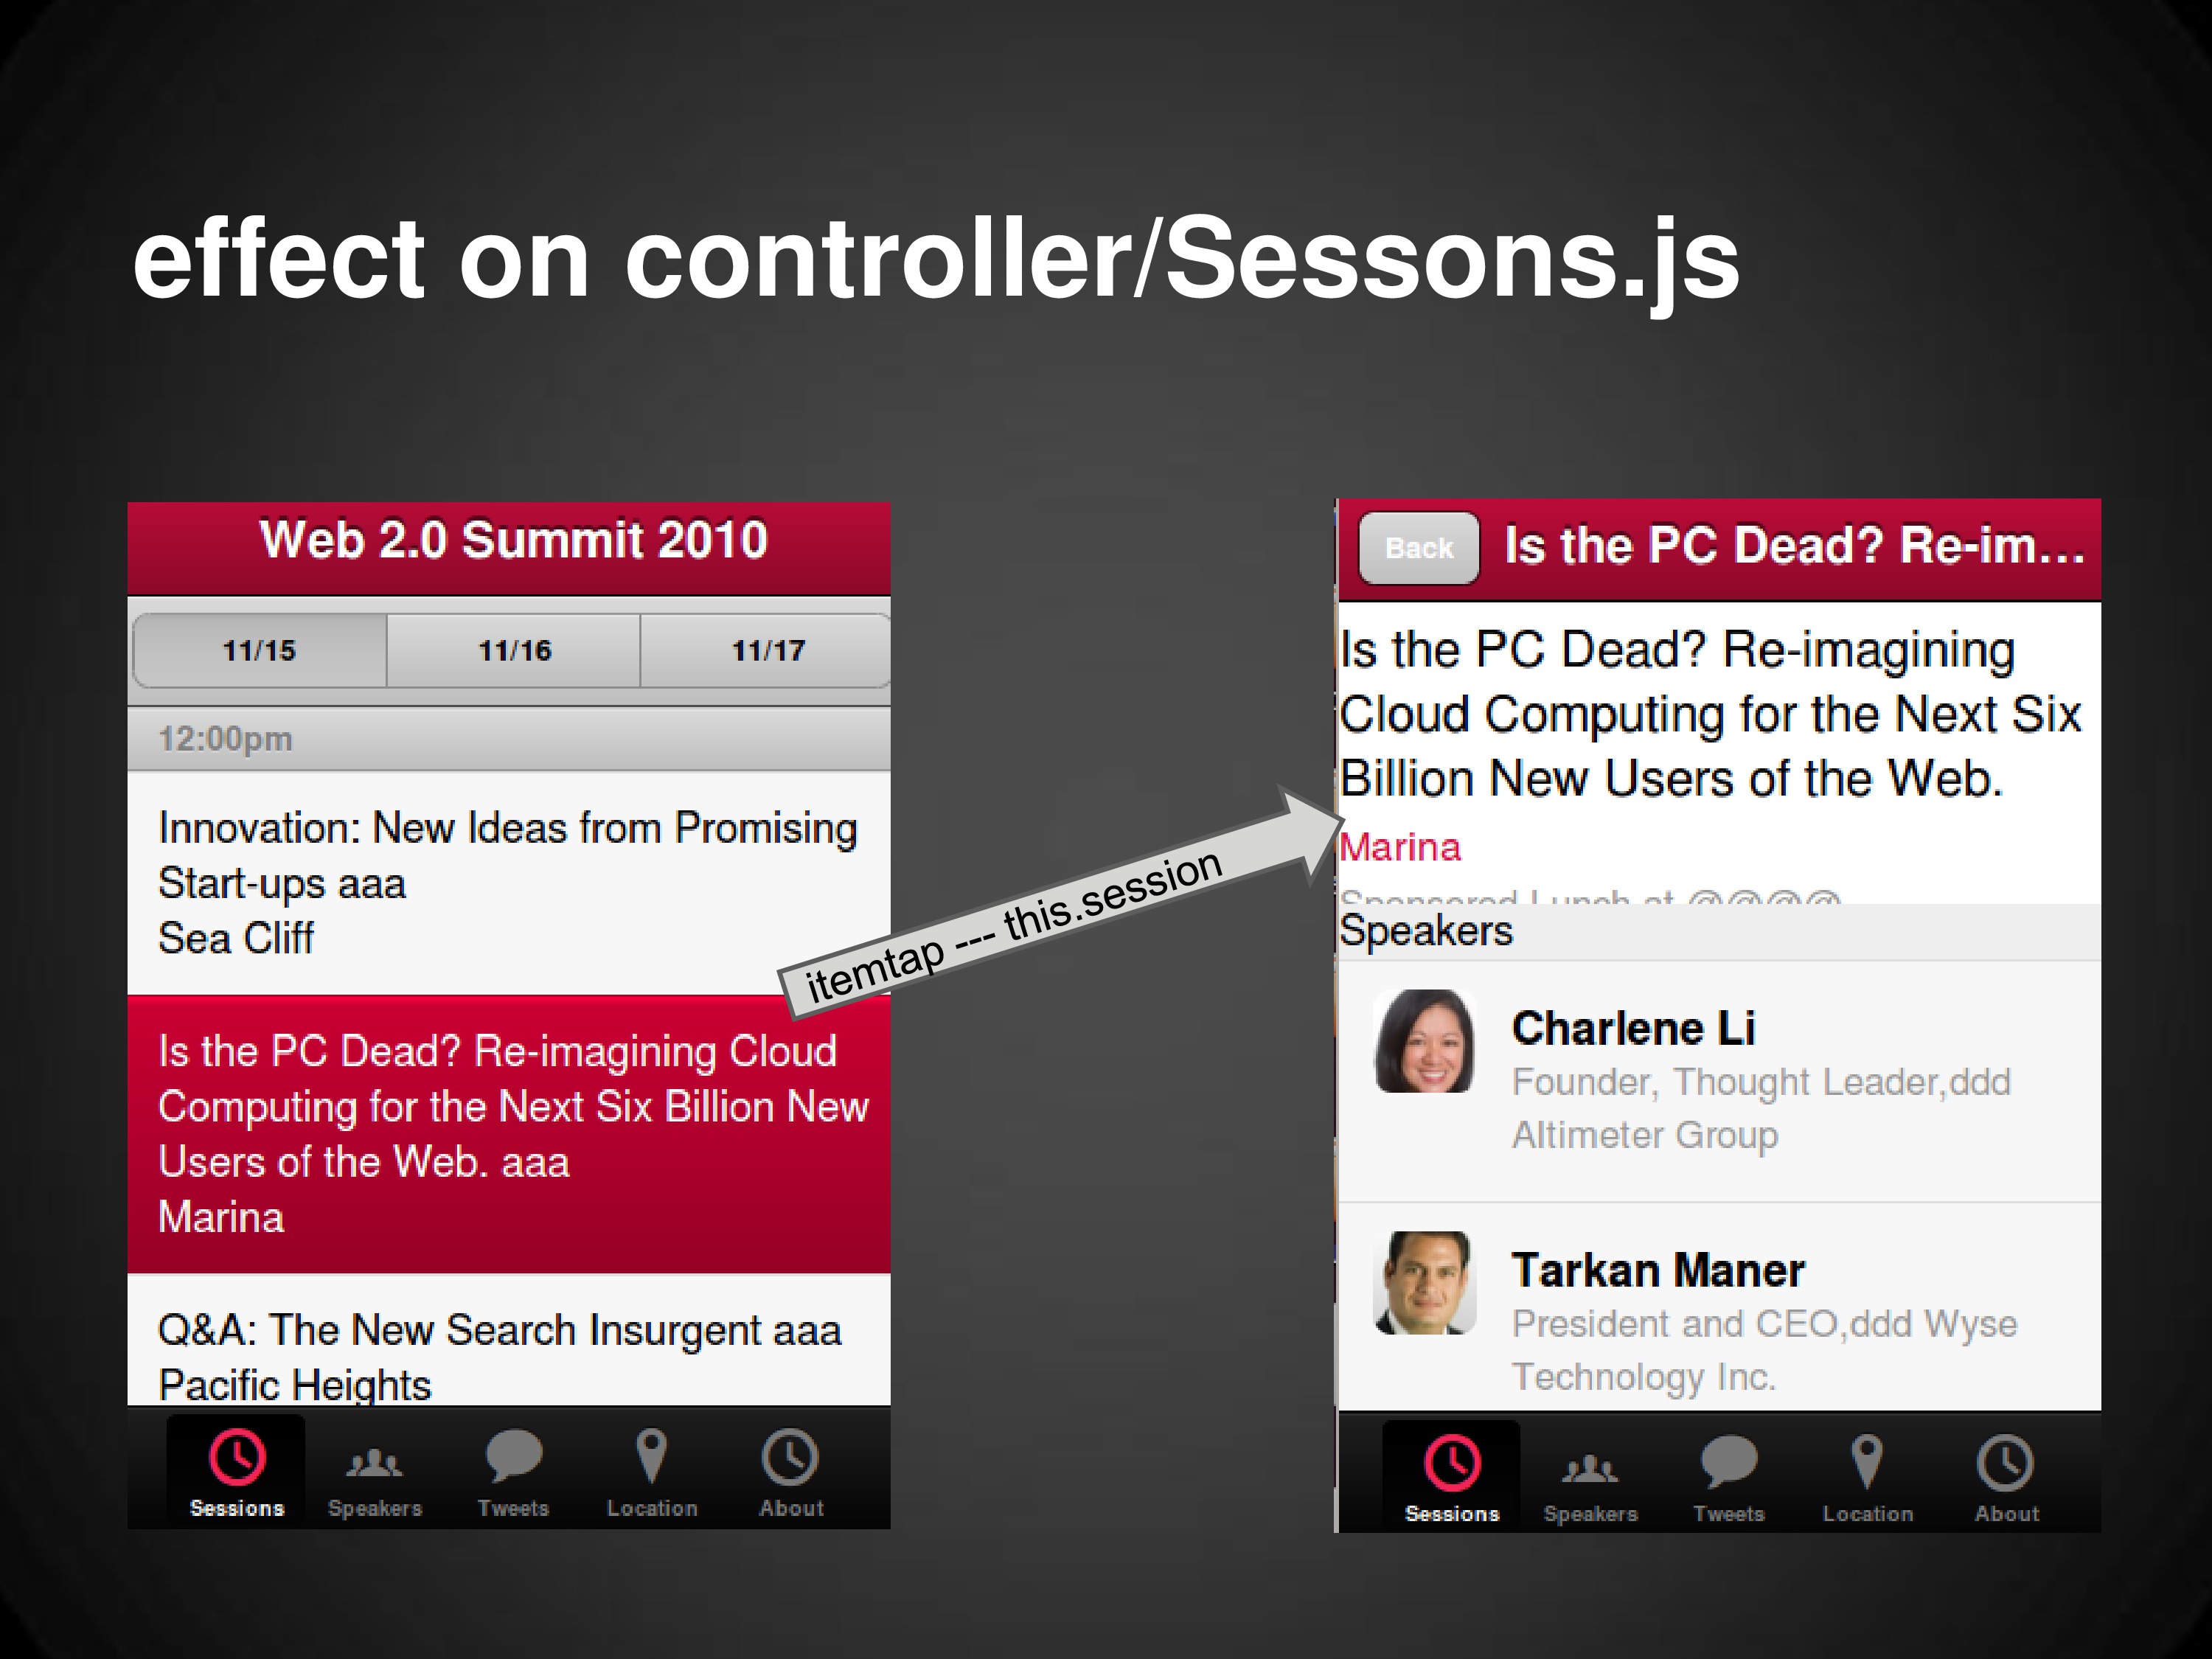 effect on controller/Sessons.js
Web 2.0 Summit 2010
11/15 11/16 11/17
12:00pm
Innovation: New Ideas from Promising
Start-ups aaa
Sea Cliff
Is the PC Dead? Re-imagining Cloud
Computing for the Next Six Billion New
Users of the Web. aaa
Marina
Q&A: The New Search Insurgent aaa
Pacific Heights
Sessions Speakers Tweets Location About
itemtap --- this.session
Back Is the PC Dead? Re-im...
Is the PC Dead? Re-imagining
Cloud Computing for the Next Six
Billion New Users of the Web.
Marina
Sponsored Lunch at @@@@
Speakers
Charlene Li
Founder, Thought Leader,ddd
Altimeter Group
Tarkan Maner
President and CEO,ddd Wyse
Technology Inc.
Sessions Speakers Tweets Location About